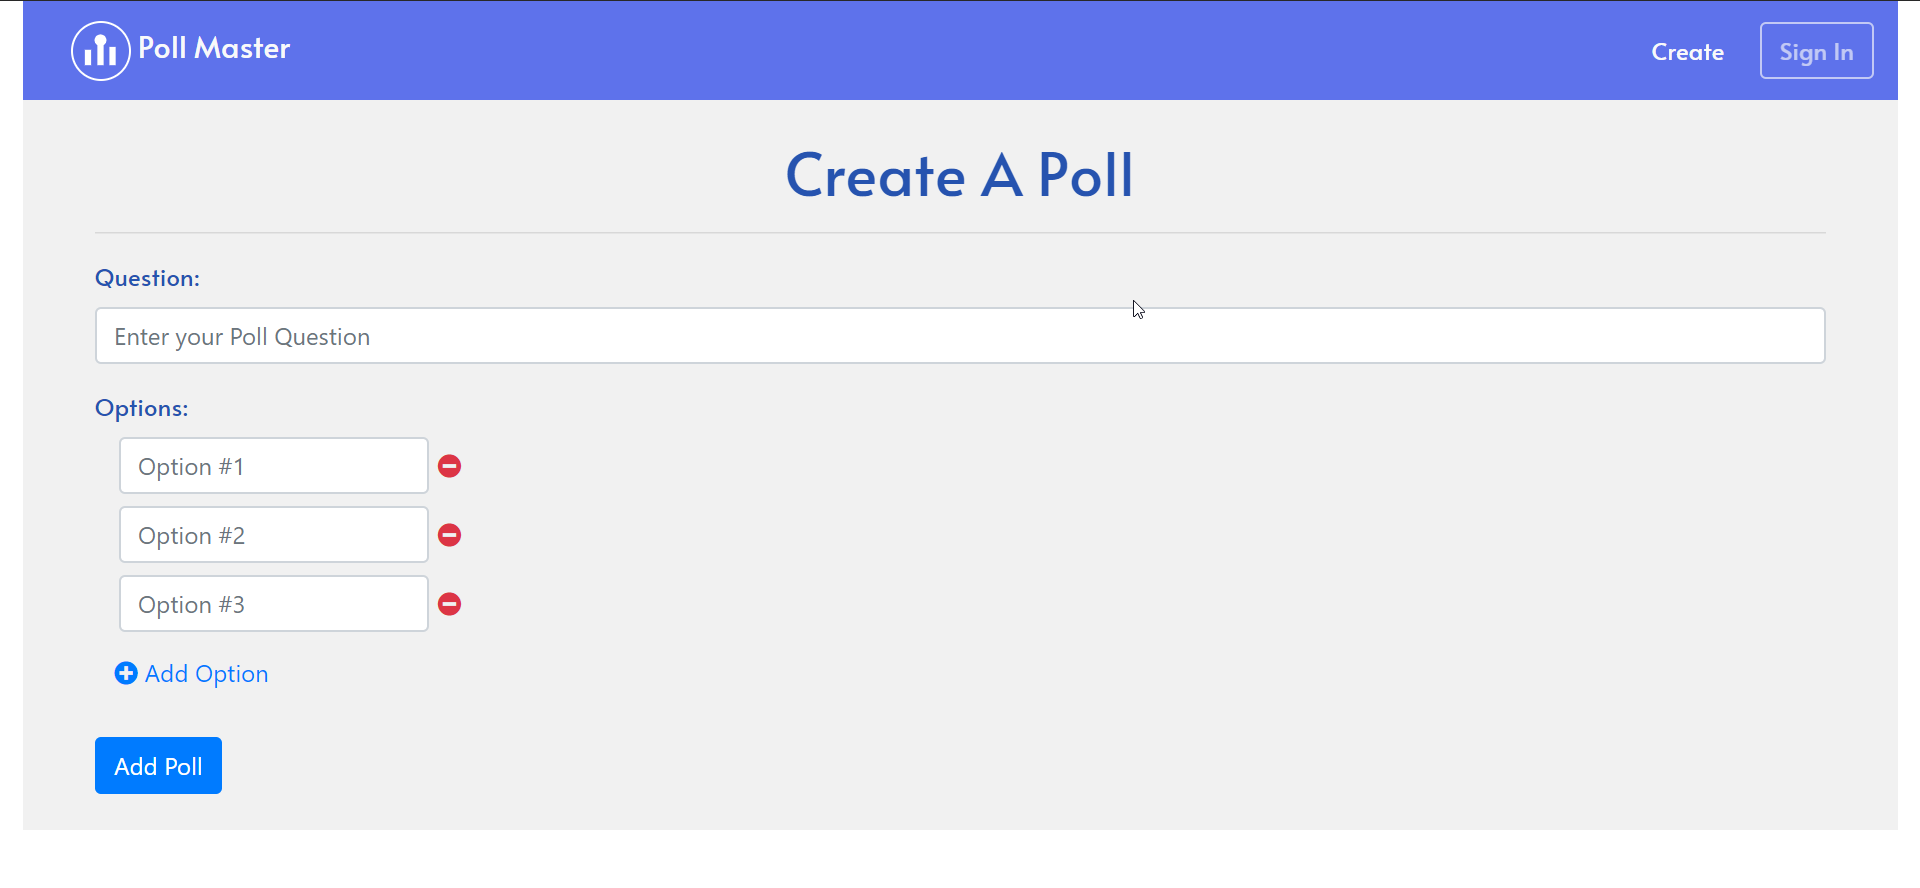 Poll Master
Create
Sign In
Create A Poll
Question:
Enter your Poll Question
Options:
Option #1
Option #2
Option #3
Add Option
Add Poll